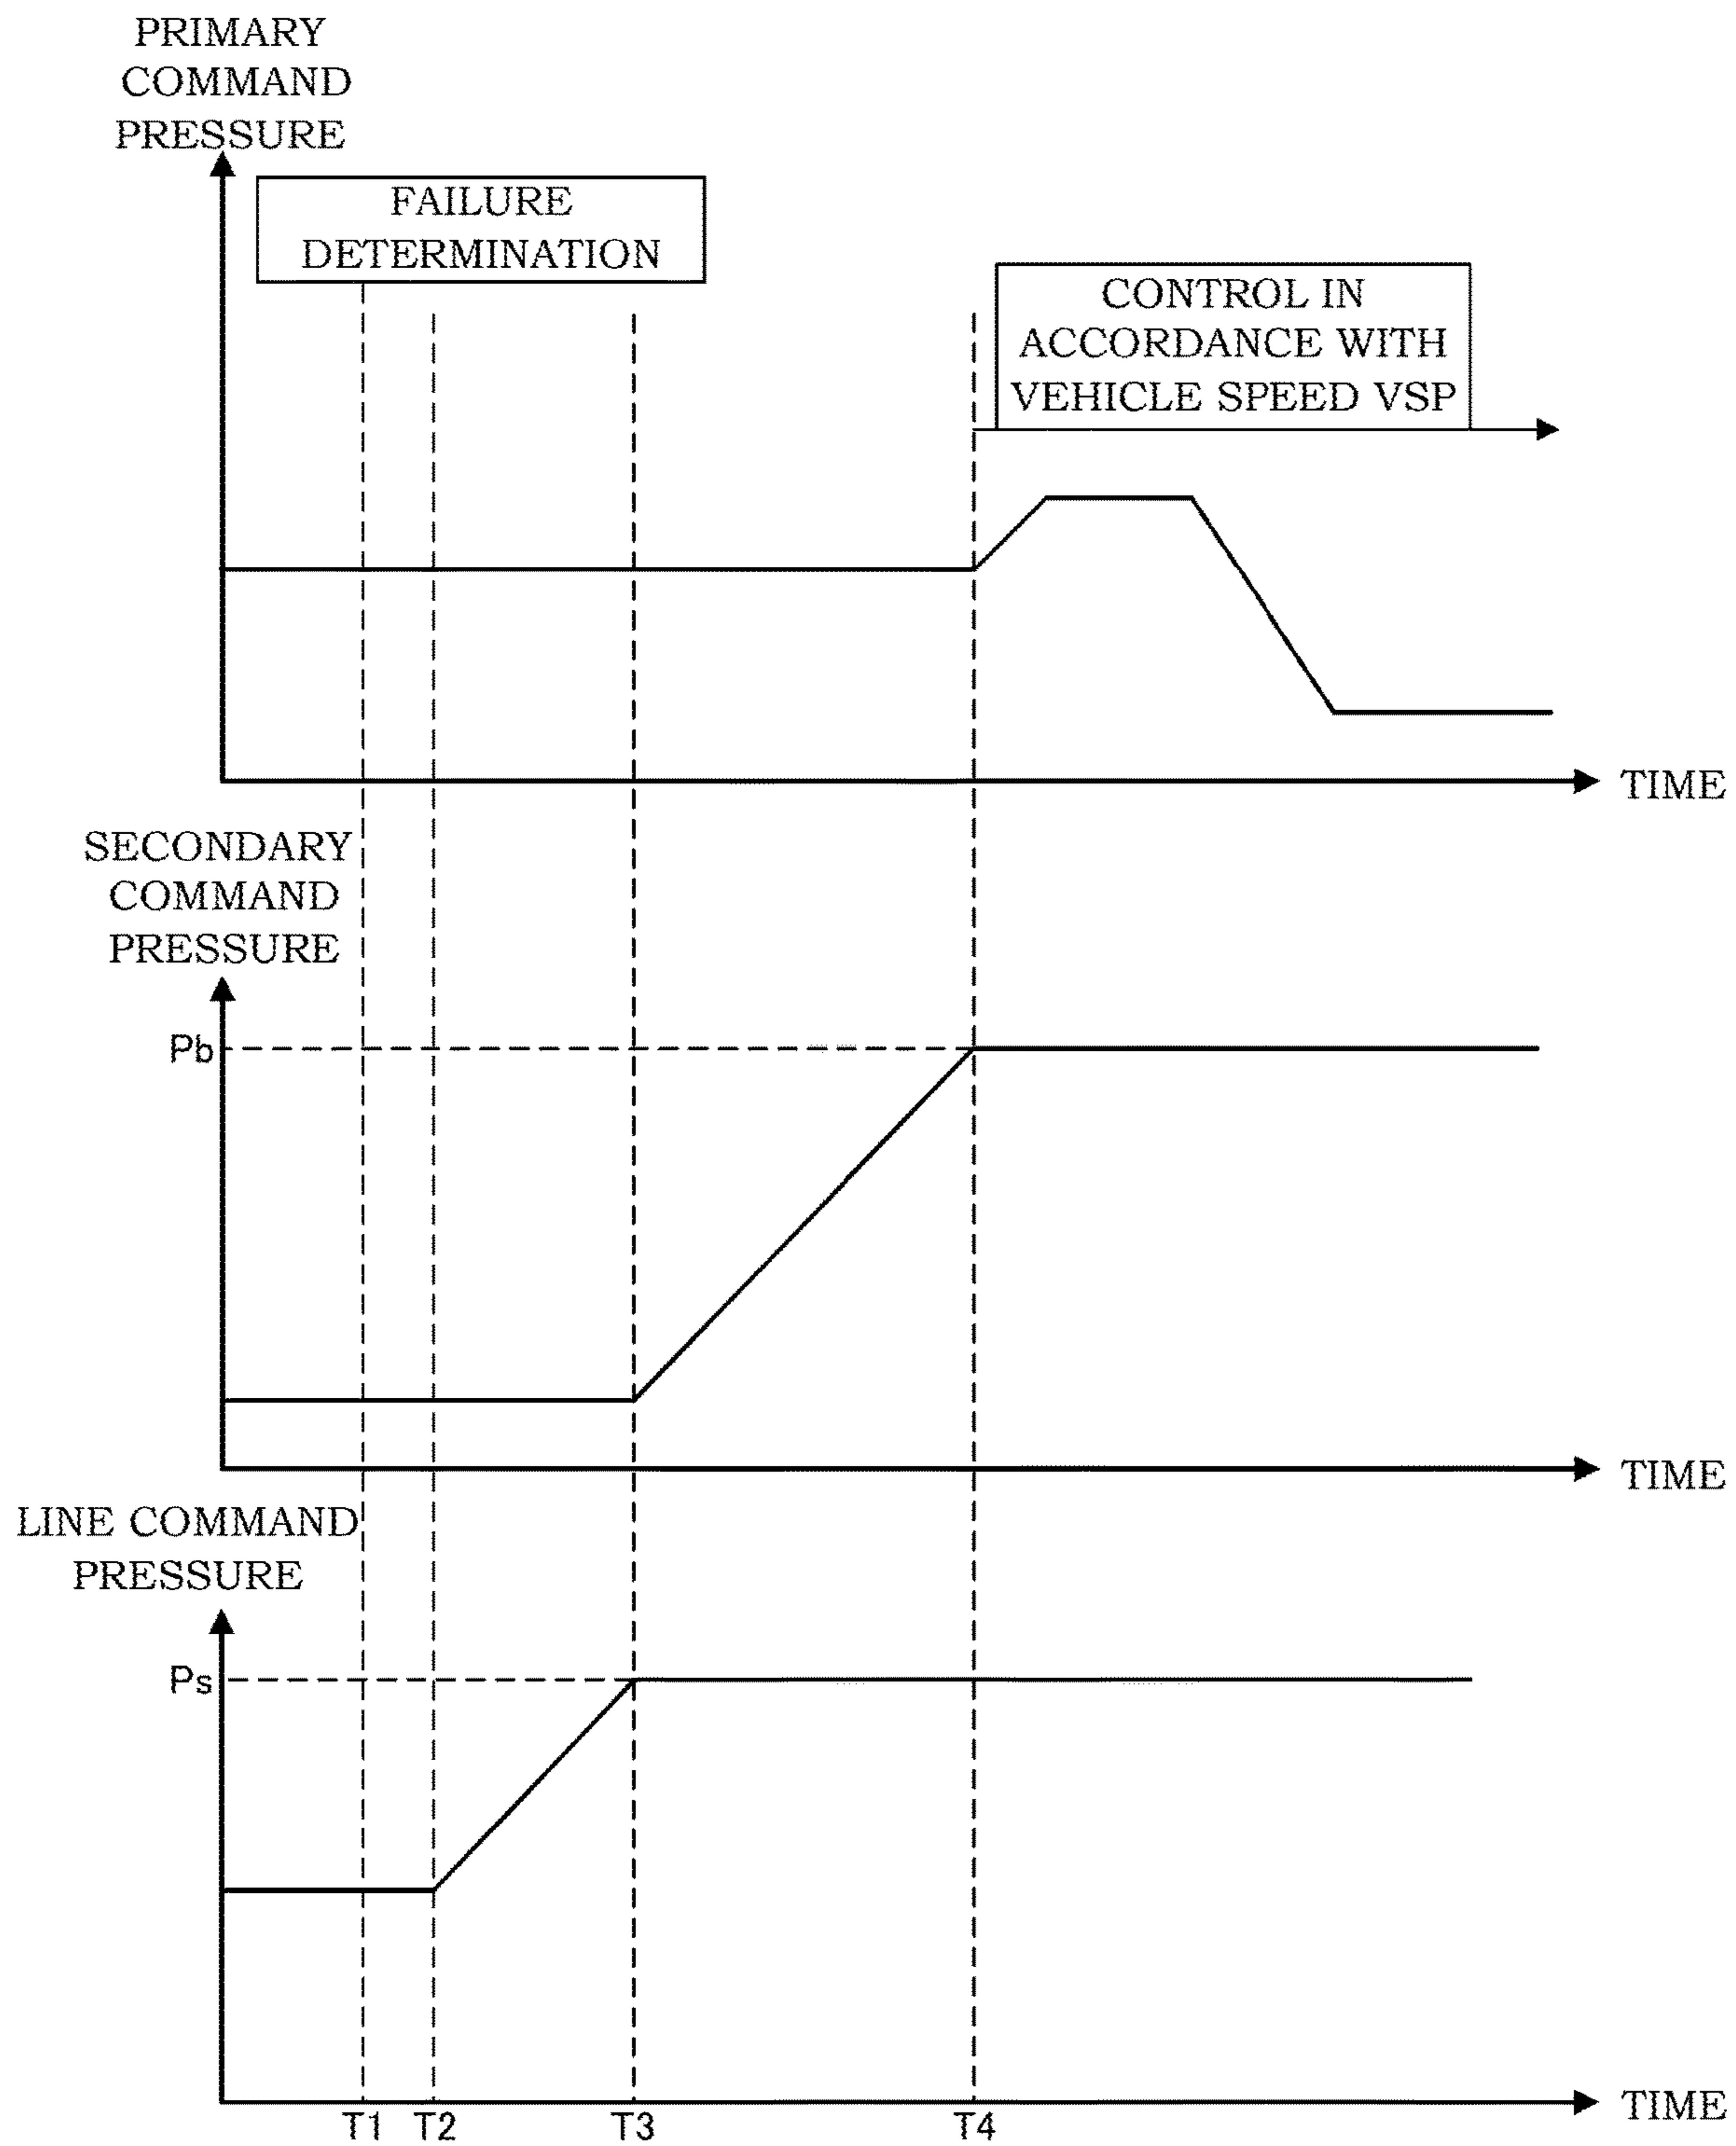 PRIMARY
COMMAND
PRESSURE
FAILURE
DETERMINATION
CONTROL IN
ACCORDANCE WITH
VEHICLE SPEED VSP
TIME
SECONDARY
COMMAND
PRESSURE
Pb
TIME
LINE COMMAND
PRESSURE
Ps
TIME
T1 T2 T3 T4